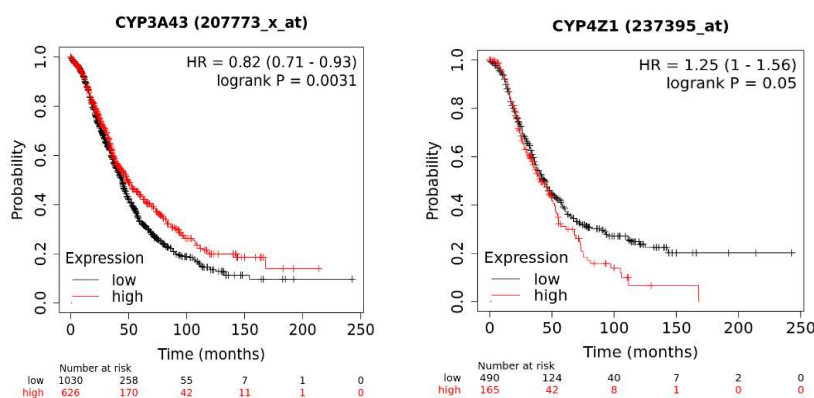 CYP3A43 (207773_x_at)
HR = 0.82 (0.71 - 0.93)
logrank P = 0.0031
Probability
1.0
0.8
0.6
0.4
0.2
0.0
Expression
low
high
0 50 100 150 200 250
Time (months)
Number at risk
low 1030 258 55 7 1 0
high 626 170 42 11 1 0
CYP4Z1 (237395_at)
HR = 1.25 (1 - 1.56)
logrank P = 0.05
Probability
1.0
0.8
0.6
0.4
0.2
0.0
Expression
low
high
0 50 100 150 200 250
Time (months)
Number at risk
low 490 124 40 7 2 0
high 165 42 8 1 0 0